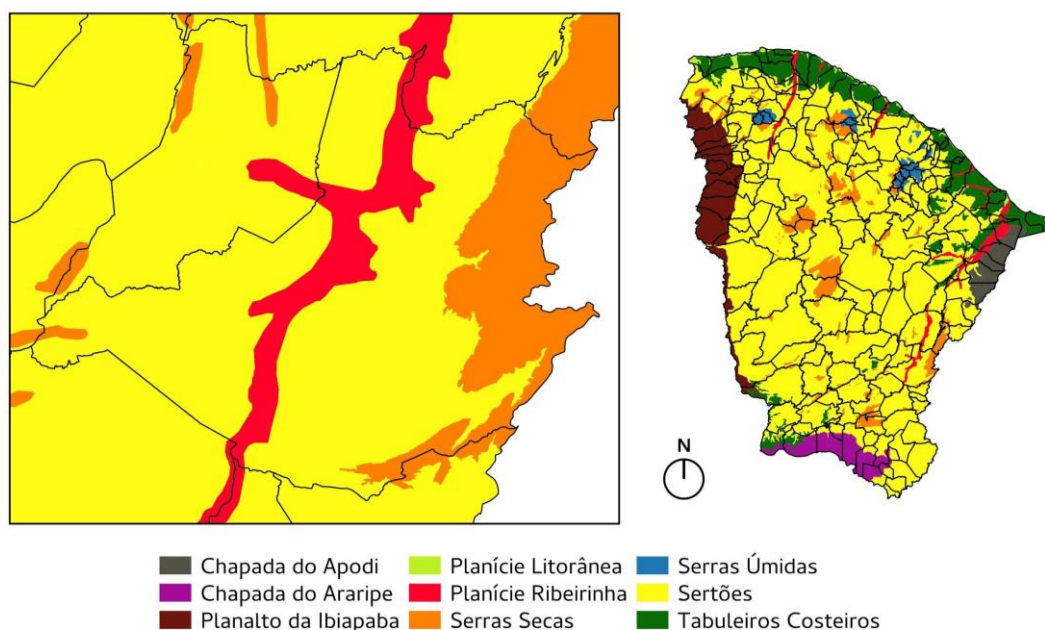 N
Chapada do Apodi
Chapada do Araripe
Planalto da Ibiapaba
Planície Litorânea
Planície Ribeirinha
Serras Secas
Serras Úmidas
Sertões
Tabuleiros Costeiros